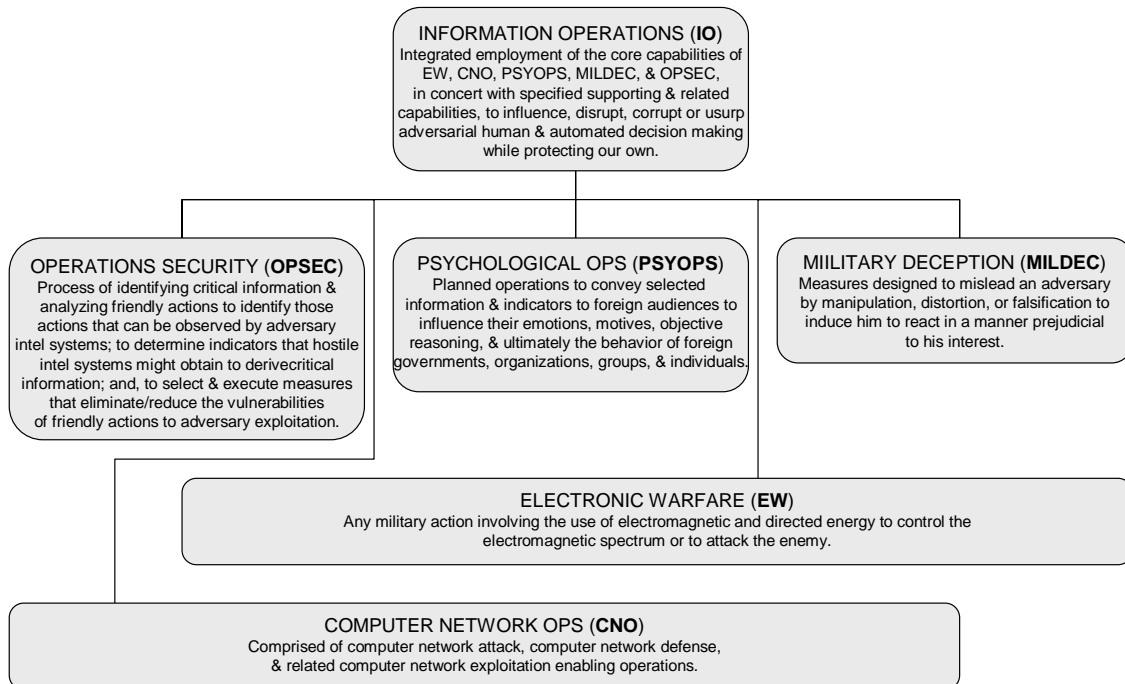 INFORMATION OPERATIONS (IO)
Integrated employment of the core capabilities of
EW, CNO, PSYOPS, MILDEC, & OPSEC,
in concert with specified supporting & related
capabilities, to influence, disrupt, corrupt or usurp
adversarial human & automated decision making
while protecting our own.
OPERATIONS SECURITY (OPSEC)
Process of identifying critical information &
analyzing friendly actions to identify those
actions that can be observed by adversary
intel systems; to determine indicators that hostile
intel systems might obtain to derivecritical
information; and, to select & execute measures
that eliminate/reduce the vulnerabilities
of friendly actions to adversary exploitation.
PSYCHOLOGICAL OPS (PSYOPS)
Planned operations to convey selected
information & indicators to foreign audiences to
influence their emotions, motives, objective
reasoning, & ultimately the behavior of foreign
governments, organizations, groups, & individuals.
MIILITARY DECEPTION (MILDEC)
Measures designed to mislead an adversary
by manipulation, distortion, or falsification to
induce him to react in a manner prejudicial
to his interest.
ELECTRONIC WARFARE (EW)
Any military action involving the use of electromagnetic and directed energy to control the
electromagnetic spectrum or to attack the enemy.
COMPUTER NETWORK OPS (CNO)
Comprised of computer network attack, computer network defense,
& related computer network exploitation enabling operations.